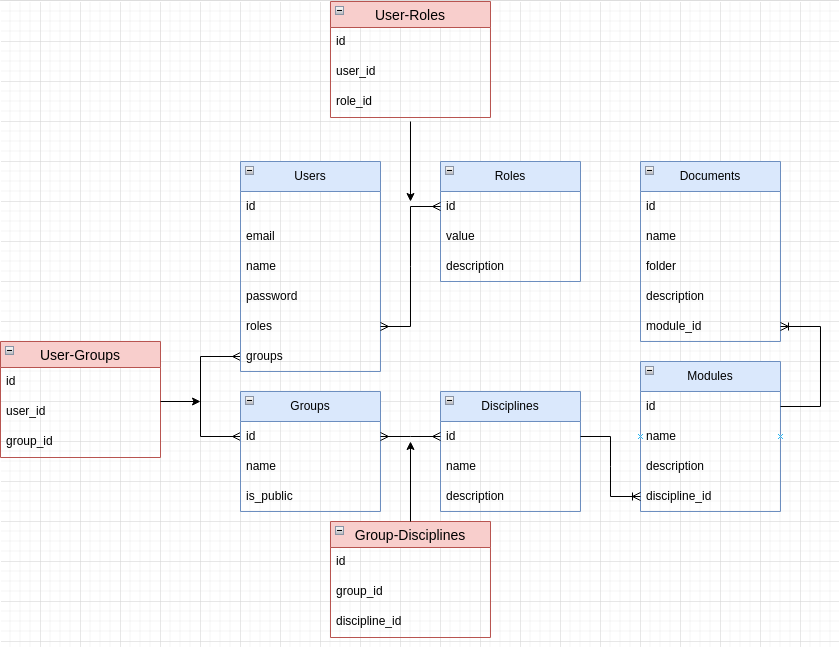 User-Roles
id
user_id
role_id
Users
id
email
name
password
roles
groups
Roles
id
value
description
Documents
id
name
folder
description
module_id
User-Groups
id
user_id
group_id
Groups
id
name
is_public
Disciplines
id
name
description
Modules
id
name
description
discipline_id
Group-Disciplines
id
group_id
discipline_id